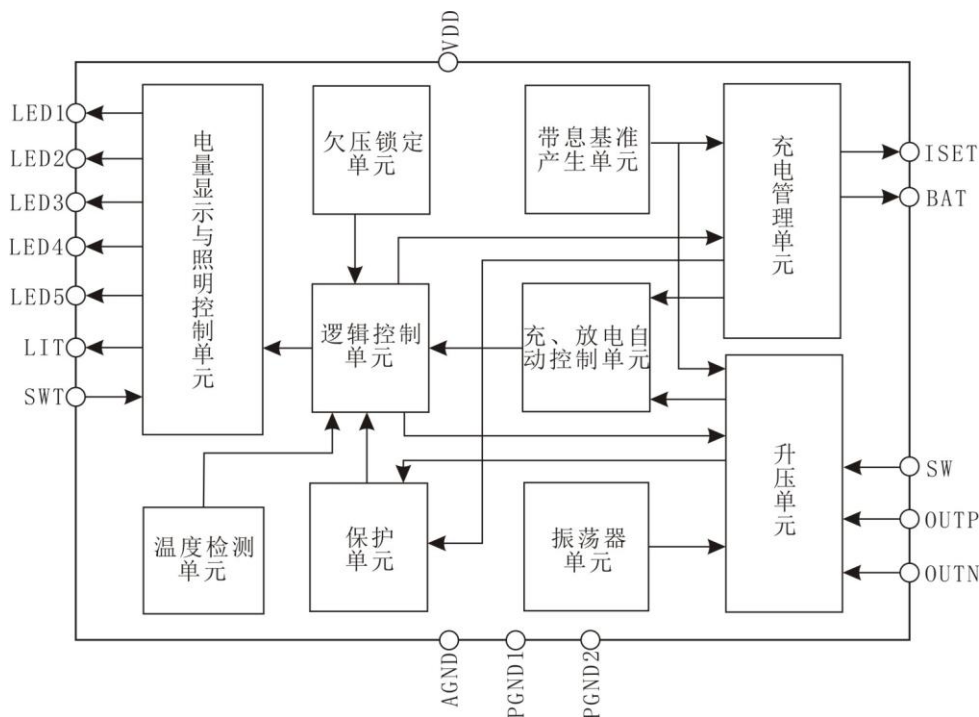 VDD
LED1
LED2
LED3
LED4
LED5
LIT
SWT
电量显示与照明控制单元
欠压锁定
单元
带息基准
产生单元
充电管理单元
ISET
BAT
逻辑控制
单元
充、放电自
动控制单元
温度检测
单元
保护
单元
振荡器
单元
升压单元
SW
OUTP
OUTN
AGND
PGND1
PGND2